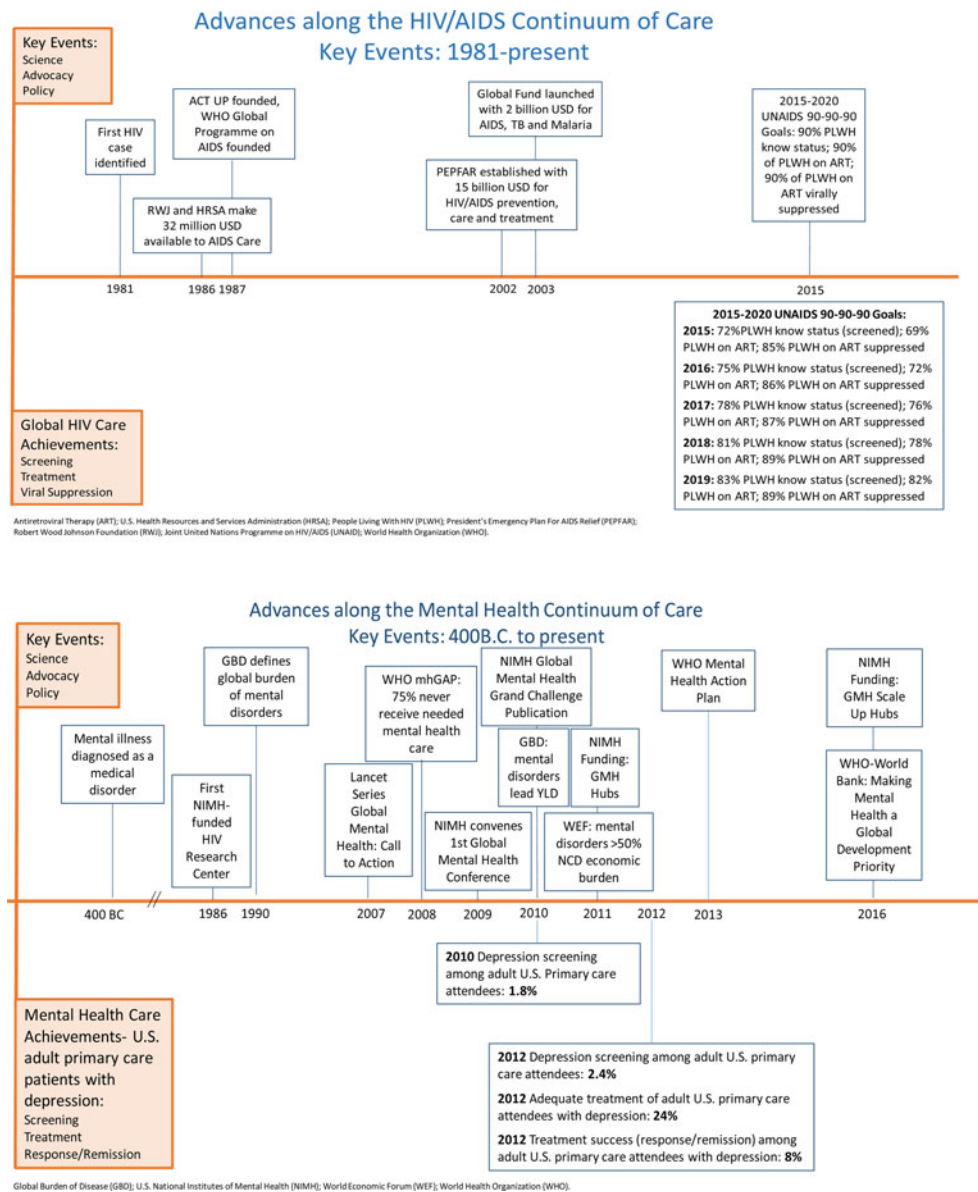 Advances along the HIV/AIDS Continuum of Care
Key Events: 1981-present
Key Events:
Science
Advocacy
Policy
First HIV
case
identified
ACT UP founded,
WHO Global
Programme on
AIDS founded
RWJ and HRSA make
32 million USD
available to AIDS Care
Global Fund launched
with 2 billion USD for
AIDS, TB and Malaria
PEPFAR established with
15 billion USD for
HIV/AIDS prevention,
care and treatment
2015-2020
UNAIDS 90-90-90
Goals: 90% PLWH
know status; 90%
of PLWH on ART;
90% of PLWH on
ART virally
suppressed
1981
1986
1987
2002
2003
2015
2015-2020 UNAIDS 90-90-90 Goals:
2015: 72%PLWH know status (screened); 69%
PLWH on ART; 85% PLWH on ART suppressed
2016: 75% PLWH know status (screened); 72%
PLWH on ART; 86% PLWH on ART suppressed
2017: 78% PLWH know status (screened); 76%
PLWH on ART; 87% PLWH on ART suppressed
2018: 81% PLWH know status (screened); 78%
PLWH on ART; 89% PLWH on ART suppressed
2019: 83% PLWH know status (screened); 82%
PLWH on ART; 89% PLWH on ART suppressed
Global HIV Care
Achievements:
Screening
Treatment
Viral Suppression
Antiretroviral Therapy (ART); U.S. Health Resources and Services Administration (HRSA); People Living With HIV (PLWH); President's Emergency Plan For AIDS Relief (PEPFAR);
Robert Wood Johnson Foundation (RWJ); Joint United Nations Programme on HIV/AIDS (UNAID); World Health Organization (WHO).
Advances along the Mental Health Continuum of Care
Key Events: 400B.C. to present
Key Events:
Science
Advocacy
Policy
Mental illness
diagnosed as a
medical
disorder
GBD defines
global burden
of mental
disorders
First
NIMH-
funded
HIV
Research
Center
WHO mhGAP:
75% never
receive needed
mental health
care
Lancet
Series
Global
Mental
Health: Call
to Action
NIMH Global
Mental Health
Grand Challenge
Publication
GBD:
mental
disorders
lead YLD
NIMH
Funding:
GMH
Hubs
NIMH convenes
1st Global
Mental Health
Conference
WEF: mental
disorders >50%
NCD economic
burden
WHO Mental
Health Action
Plan
NIMH
Funding:
GMH Scale
Up Hubs
WHO-World
Bank: Making
Mental Health
a Global
Development
Priority
400 BC
//
1986
1990
2007
2008
2009
2010
2011
2012
2013
2016
2010 Depression screening
among adult U.S. Primary care
attendees: 1.8%
2012 Depression screening among adult U.S. primary
care attendees: 2.4%
2012 Adequate treatment of adult U.S. primary care
attendees with depression: 24%
2012 Treatment success (response/remission) among
adult U.S. primary care attendees with depression: 8%
Mental Health Care
Achievements- U.S.
adult primary care
patients with
depression:
Screening
Treatment
Response/Remission
Global Burden of Disease (GBD); U.S. National Institutes of Mental Health (NIMH); World Economic Forum (WEF); World Health Organization (WHO).